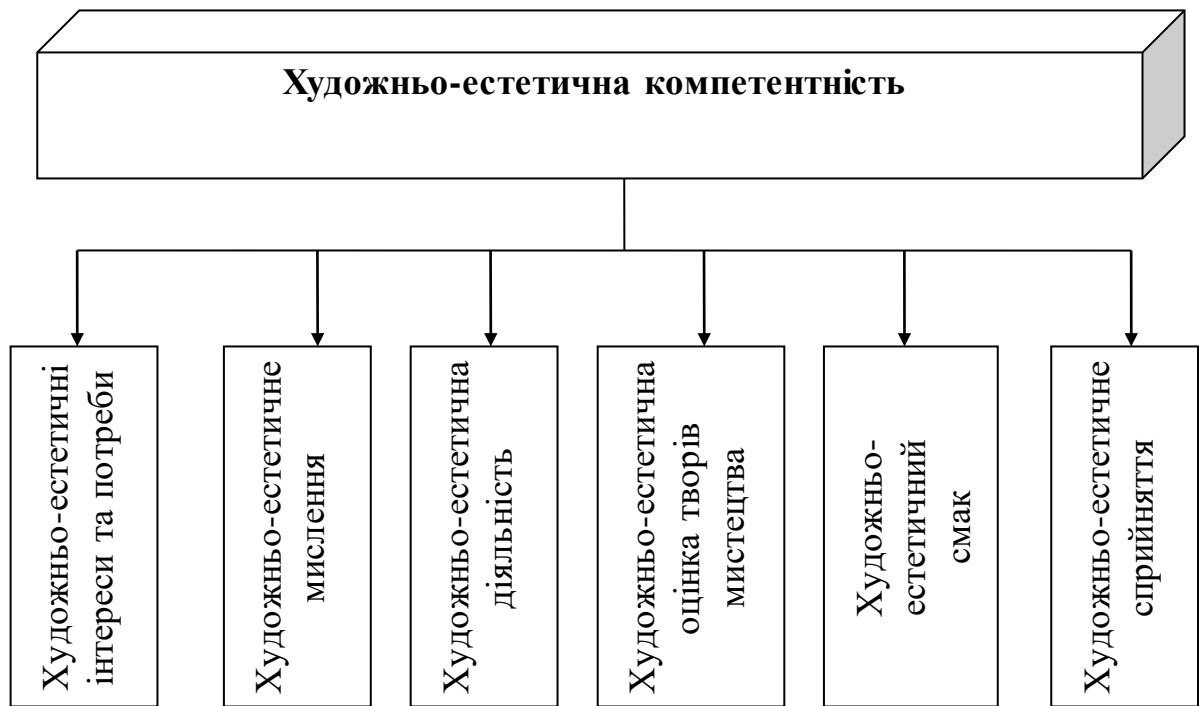 Художньо-естетична компетентність
Художньо-естетичні
інтереси та потреби
Художньо-естетичне
мислення
Художньо-естетична
діяльність
Художньо-естетична
оцінка творів
мистецтва
Художньо-
естетичний
смак
Художньо-естетичне
сприйняття